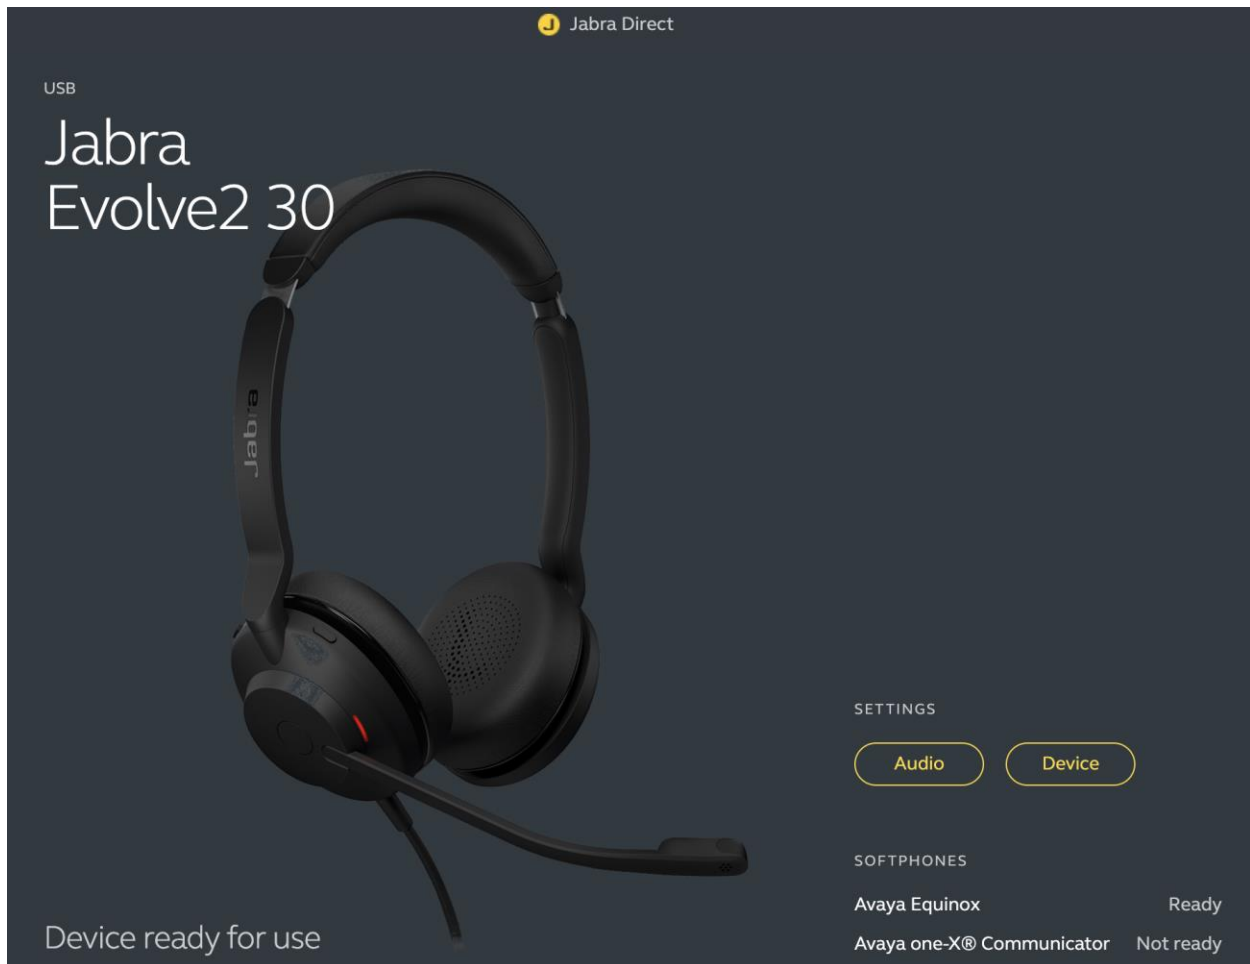 Jabra Direct
USB
Jabra
Evolve2 30
Jabra
SETTINGS
Audio Device
SOFTPHONES
Avaya Equinox Ready
Avaya one-X® Communicator Not ready
Device ready for use